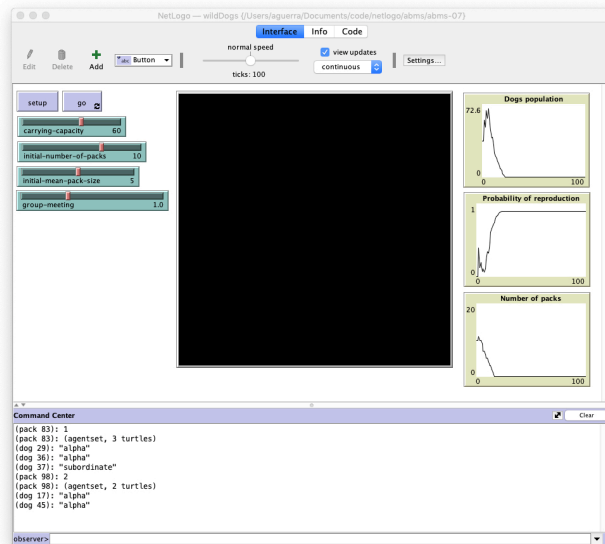 NetLogo — wildDogs {/Users/aguerra/Documents/code/netlogo/abms/abms-07}
Interface Info Code
Edit Delete Add
abc Button
normal speed
ticks: 100
view updates
continuous
Settings...
setup go
carrying-capacity 60
initial-number-of-packs 10
initial-mean-pack-size 5
group-meeting 1.0
Dogs population
72.6
0
0 100
Probability of reproduction
1
0
0 100
Number of packs
20
0
0 100
Command Center Clear
(pack 83): 1
(pack 83): (agentset, 3 turtles)
(dog 29): "alpha"
(dog 36): "alpha"
(dog 37): "subordinate"
(pack 98): 2
(pack 98): (agentset, 2 turtles)
(dog 17): "alpha"
(dog 45): "alpha"
observer>